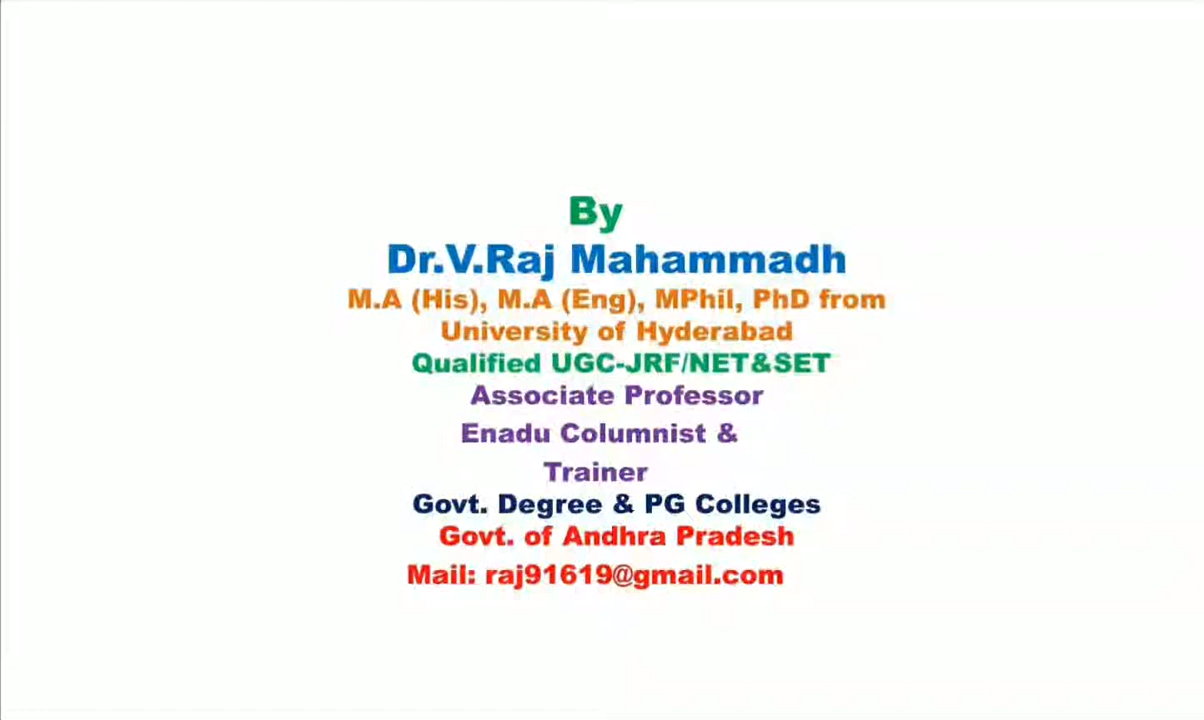 By
Dr.V.Raj Mahammadh
M.A (His), M.A (Eng), MPhil, PhD from
University of Hyderabad
Qualified UGC-JRF/NET&SET
Associate Professor
Enadu Columnist &
Trainer
Govt. Degree & PG Colleges
Govt. of Andhra Pradesh
Mail: raj91619@gmail.com